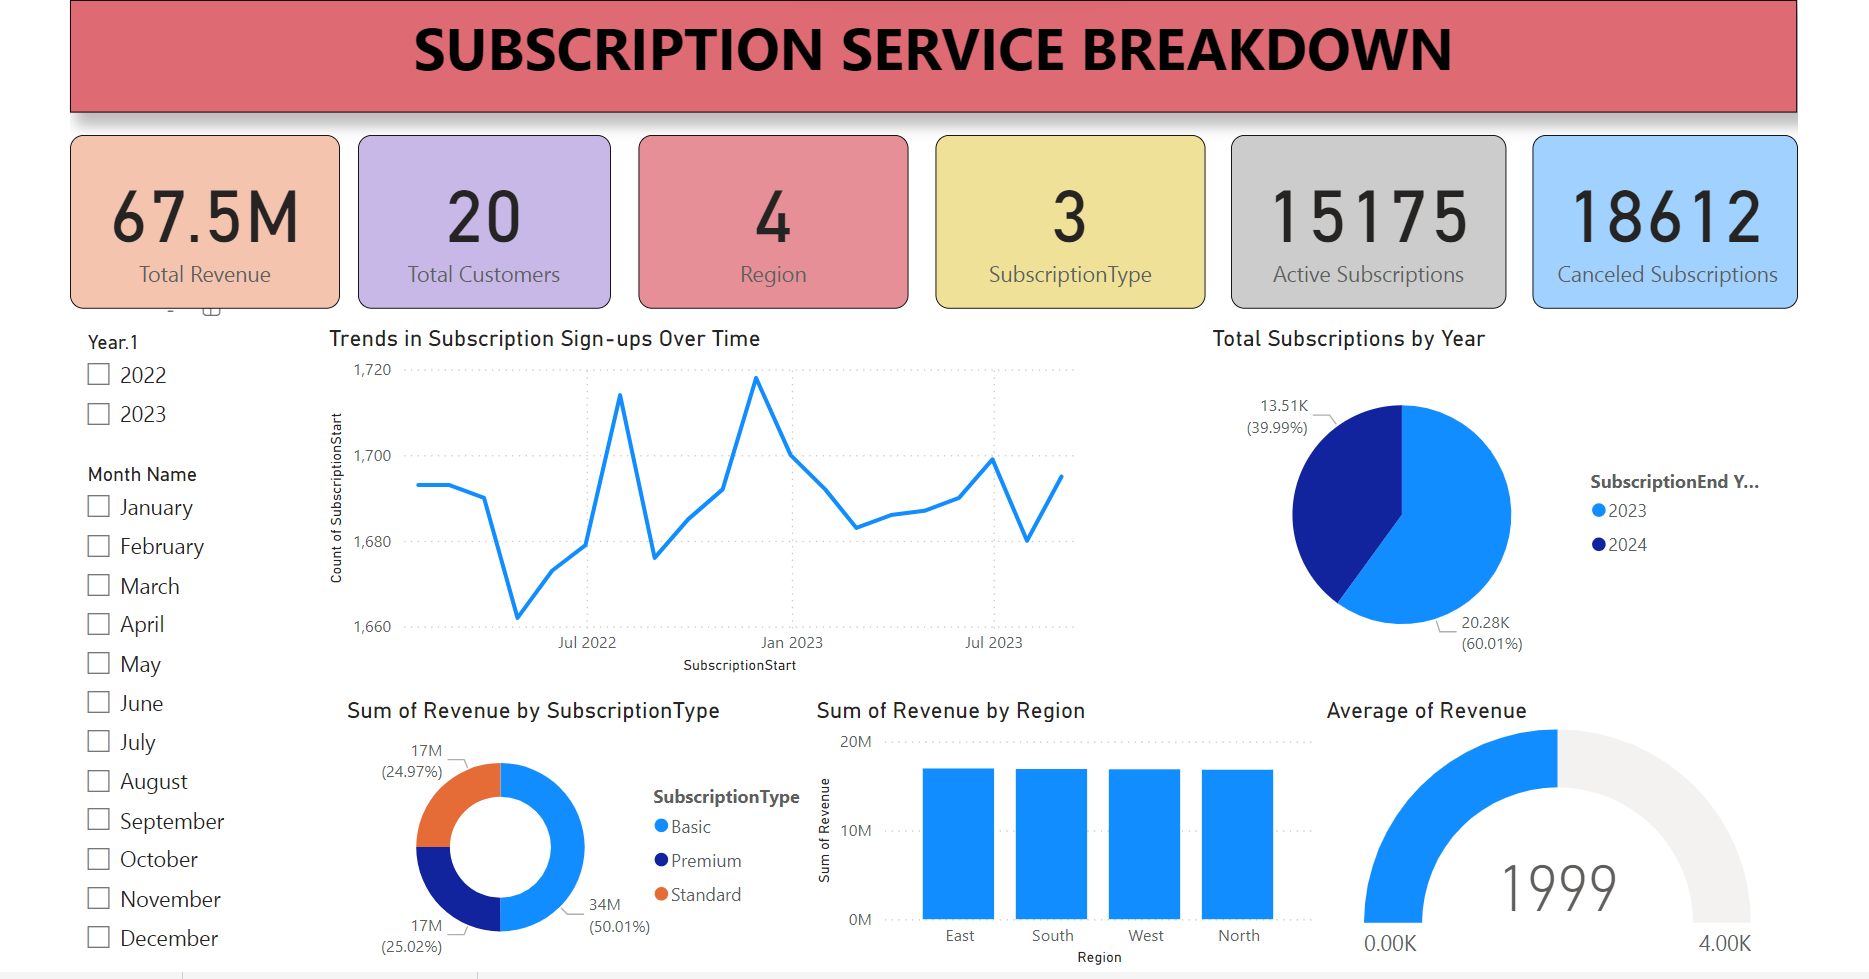 SUBSCRIPTION SERVICE BREAKDOWN
67.5M
Total Revenue
20
Total Customers
4
Region
3
SubscriptionType
15175
Active Subscriptions
18612
Canceled Subscriptions
Year.1
2022
2023
Month Name
January
February
March
April
May
June
July
August
September
October
November
December
Trends in Subscription Sign-ups Over Time
Count of SubscriptionStart
1,720
1,700
1,680
1,660
Jul 2022
Jan 2023
Jul 2023
SubscriptionStart
Total Subscriptions by Year
13.51K
(39.99%)
20.28K
(60.01%)
SubscriptionEnd Y...
2023
2024
Sum of Revenue by SubscriptionType
17M
(24.97%)
17M
(25.02%)
34M
(50.01%)
SubscriptionType
Basic
Premium
Standard
Sum of Revenue by Region
Sum of Revenue
20M
10M
0M
East
South
West
North
Region
Average of Revenue
1999
0.00K
4.00K